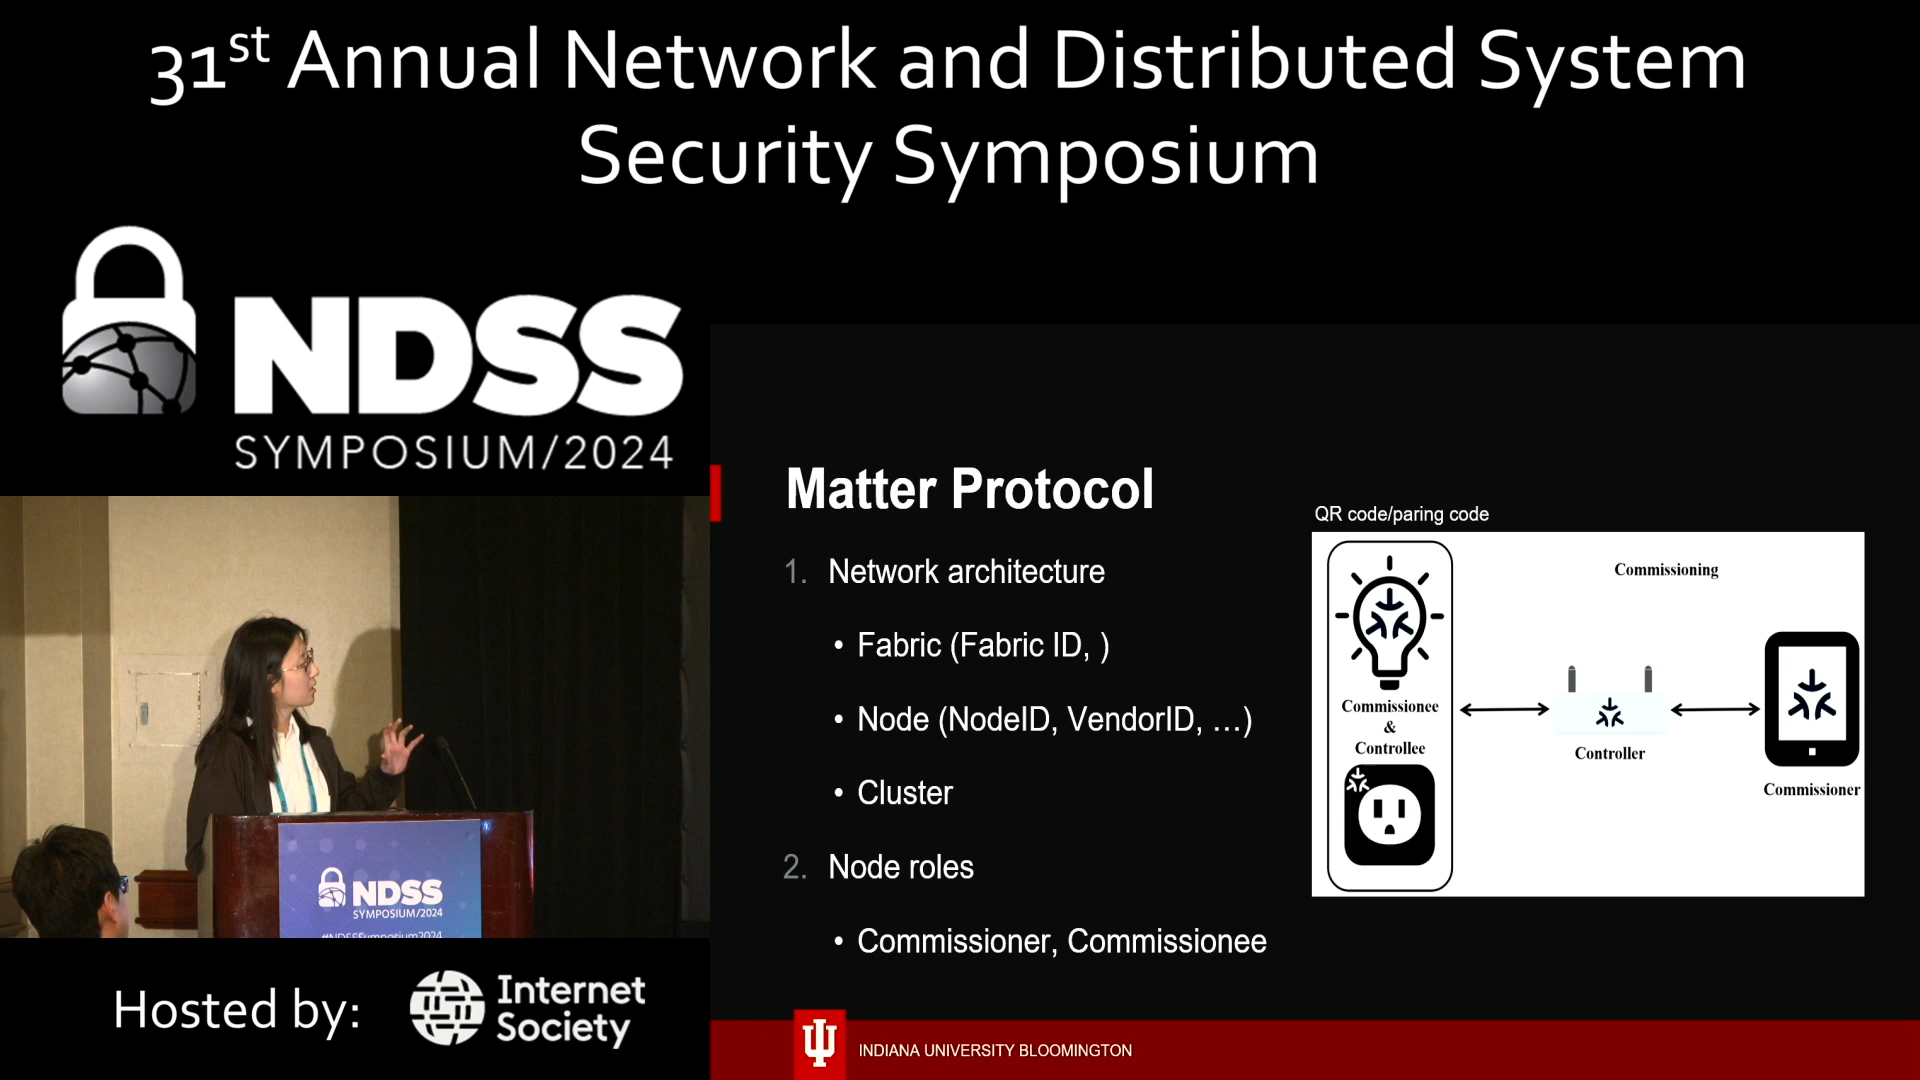 31st Annual Network and Distributed System
Security Symposium
NDSS
SYMPOSIUM/2024
Matter Protocol
1. Network architecture
• Fabric (Fabric ID, )
• Node (NodeID, VendorID, …)
• Cluster
2. Node roles
• Commissioner, Commissionee
QR code/paring code
Commissioning
Commissionee
&
Controllee
Controller
Commissioner
NDSS
SYMPOSIUM/2024
#NDSSSymposium2024
Hosted by:
Internet
Society
INDIANA UNIVERSITY BLOOMINGTON